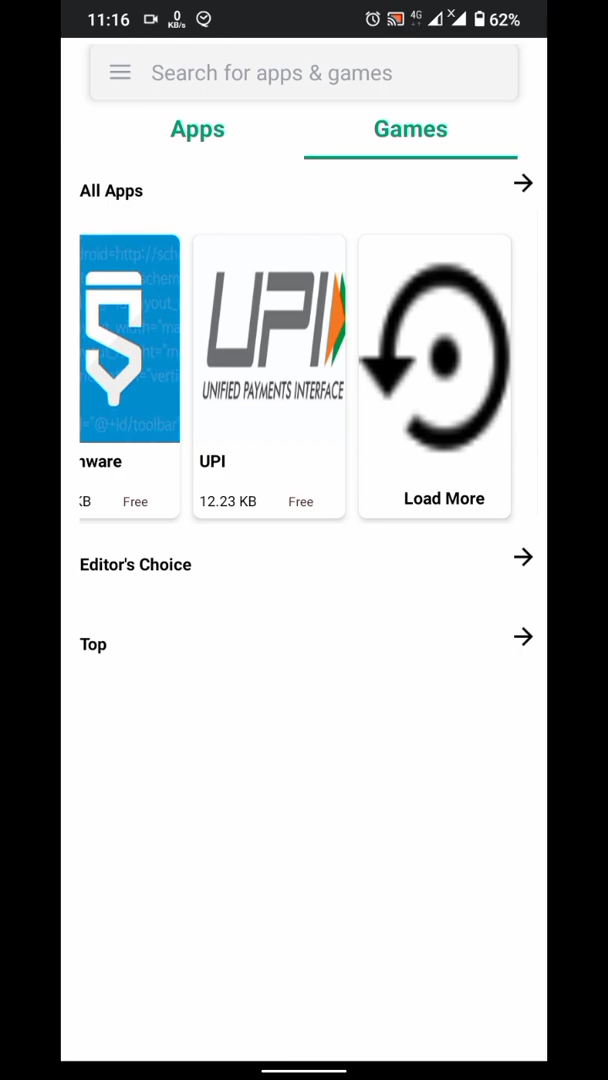 11:16 0 KB/s 4G 62%
Search for apps & games
Apps Games
All Apps
UPI
UNIFIED PAYMENTS INTERFACE
nware UPI
KB Free 12.23 KB Free Load More
Editor's Choice
Top